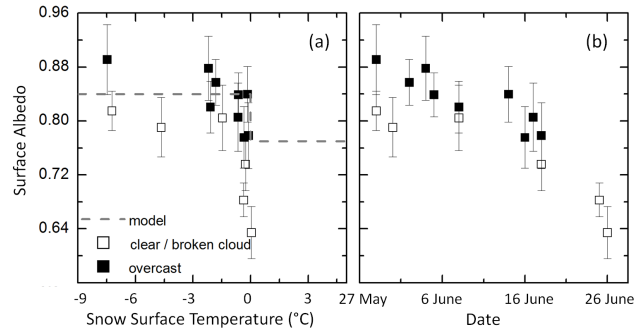 0.96
0.88
0.80
0.72
0.64
Surface Albedo
(a)
(b)
model
clear / broken cloud
overcast
-9 -6 -3 0 3
27 May 6 June 16 June 26 June
Snow Surface Temperature (°C)
Date